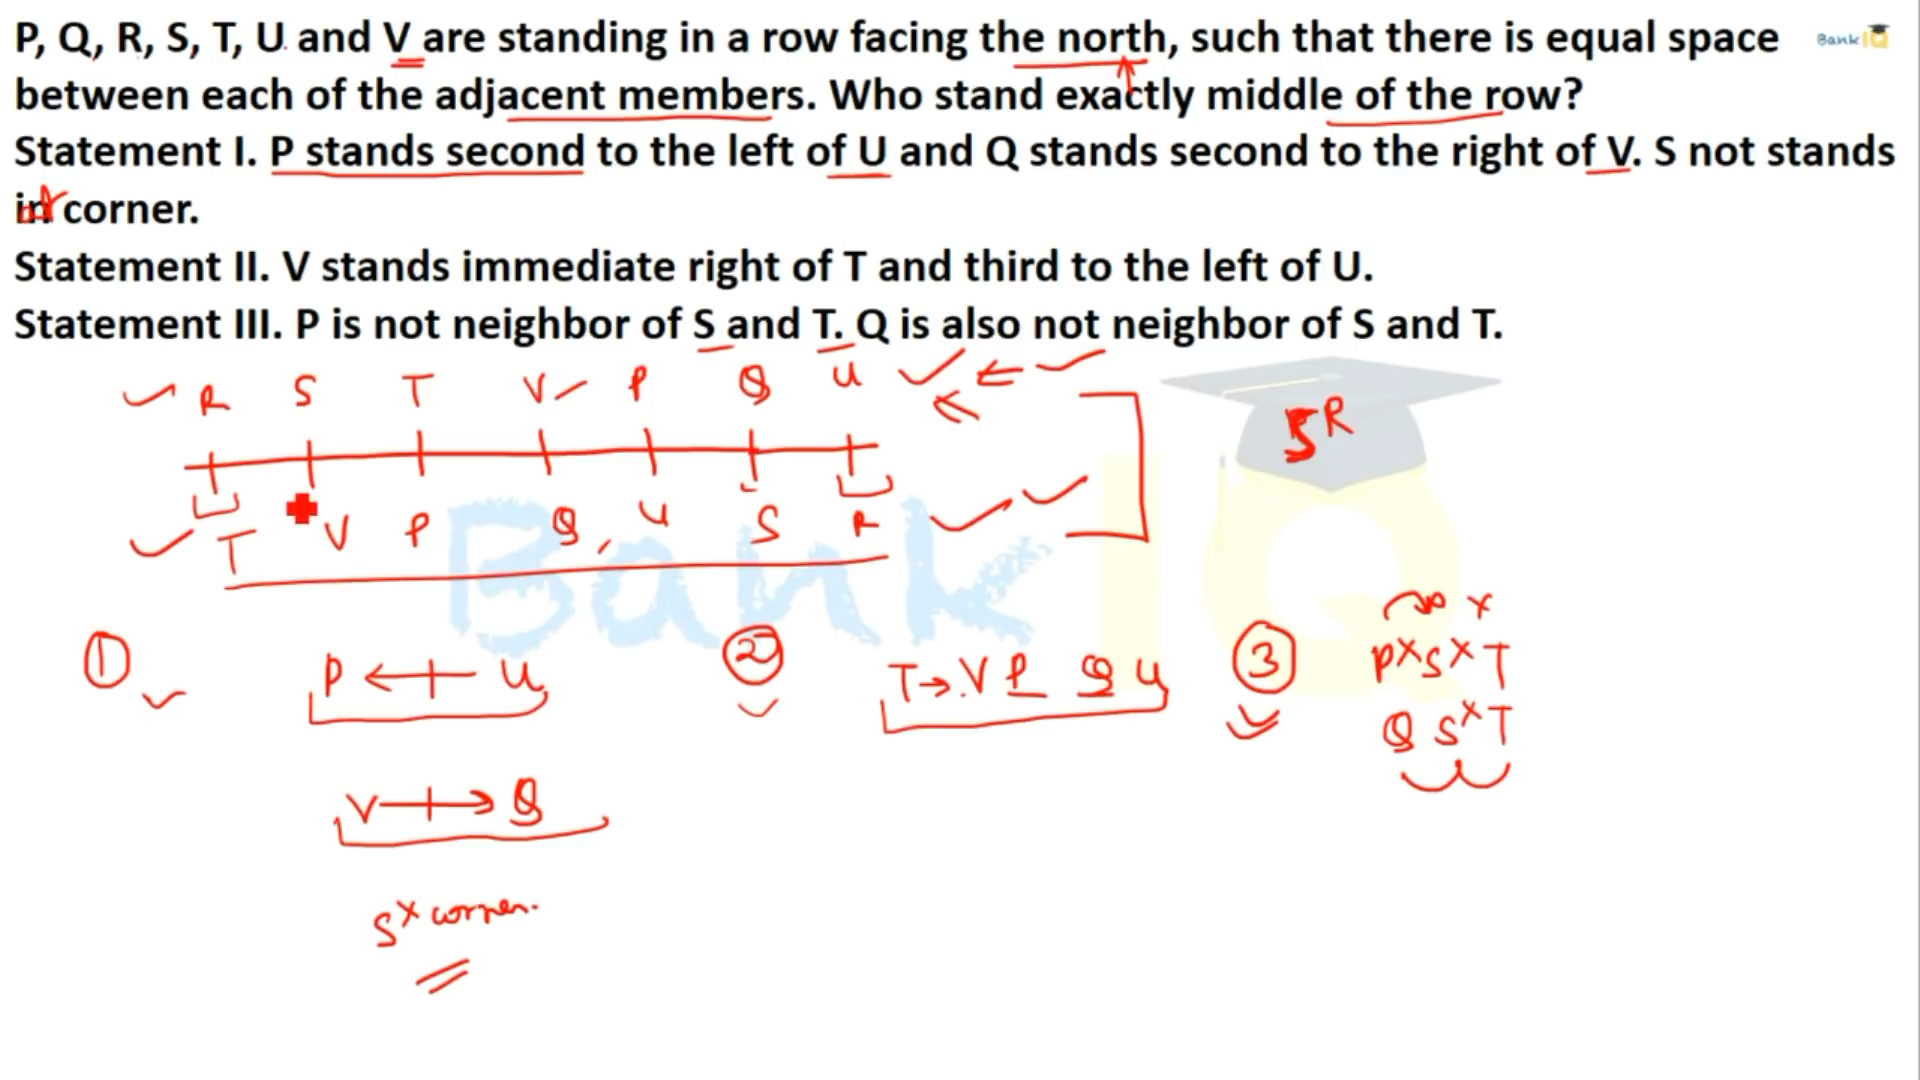 P, Q, R, S, T, U and V are standing in a row facing the north, such that there is equal space
Bank IQ
between each of the adjacent members. Who stand exactly middle of the row?
Statement I. P stands second to the left of U and Q stands second to the right of V. S not stands
in corner.
Statement II. V stands immediate right of T and third to the left of U.
Statement III. P is not neighbor of S and T. Q is also not neighbor of S and T.
R S T V P Q U
S R
T V P Q, U S R
BankIQ
1 P U 2 T → V P Q U 3 P × S × T
Q S × T
V Q
S × corner.